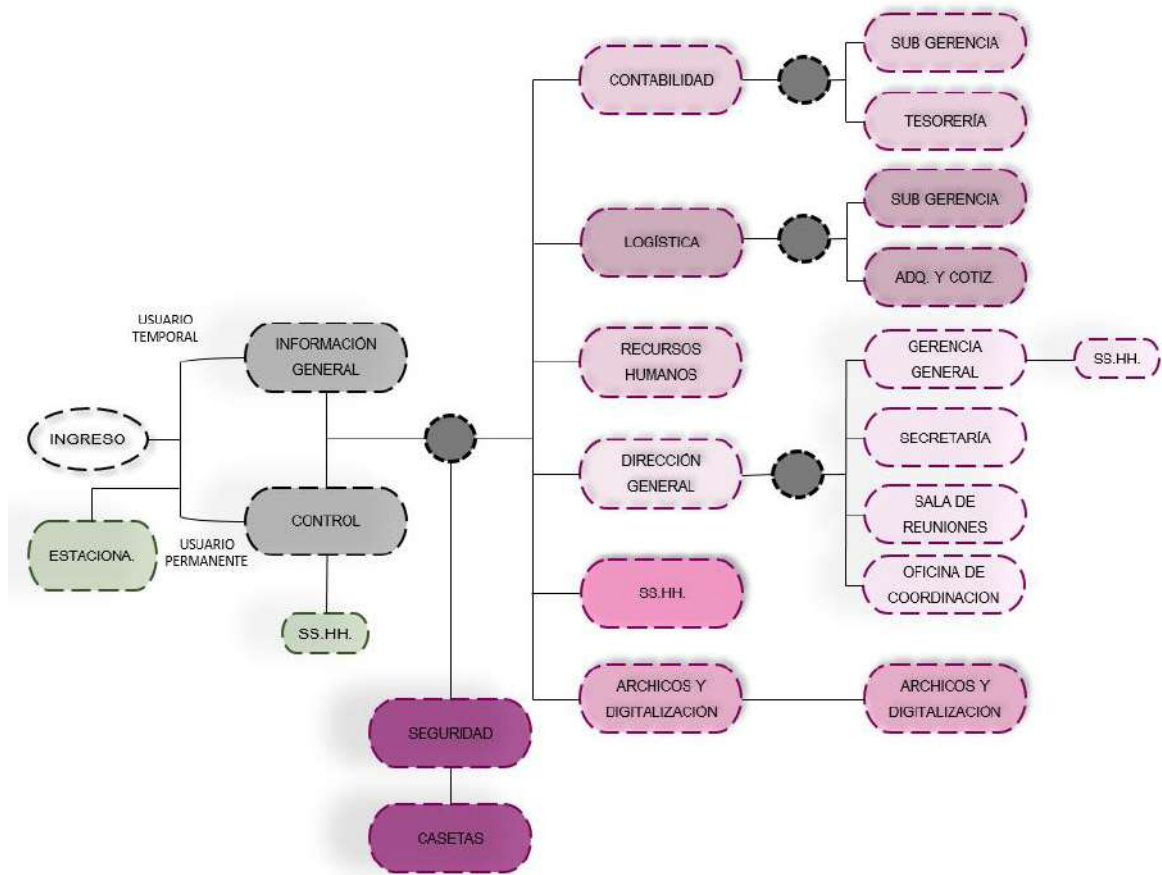 SUB GERENCIA
CONTABILIDAD
TESORERÍA
SUB GERENCIA
LOGÍSTICA
ADQ. Y COTIZ.
USUARIO
TEMPORAL
INFORMACIÓN
GENERAL
RECURSOS
HUMANOS
GERENCIA
GENERAL
SS.HH.
INGRESO
SECRETARÍA
DIRECCIÓN
GENERAL
CONTROL
SALA DE
REUNIONES
ESTACIONA.
USUARIO
PERMANENTE
OFICINA DE
COORDINACION
SS.HH.
SS.HH.
ARCHICOS Y
DIGITALIZACIÓN
ARCHICOS Y
DIGITALIZACIÓN
SEGURIDAD
CASETAS